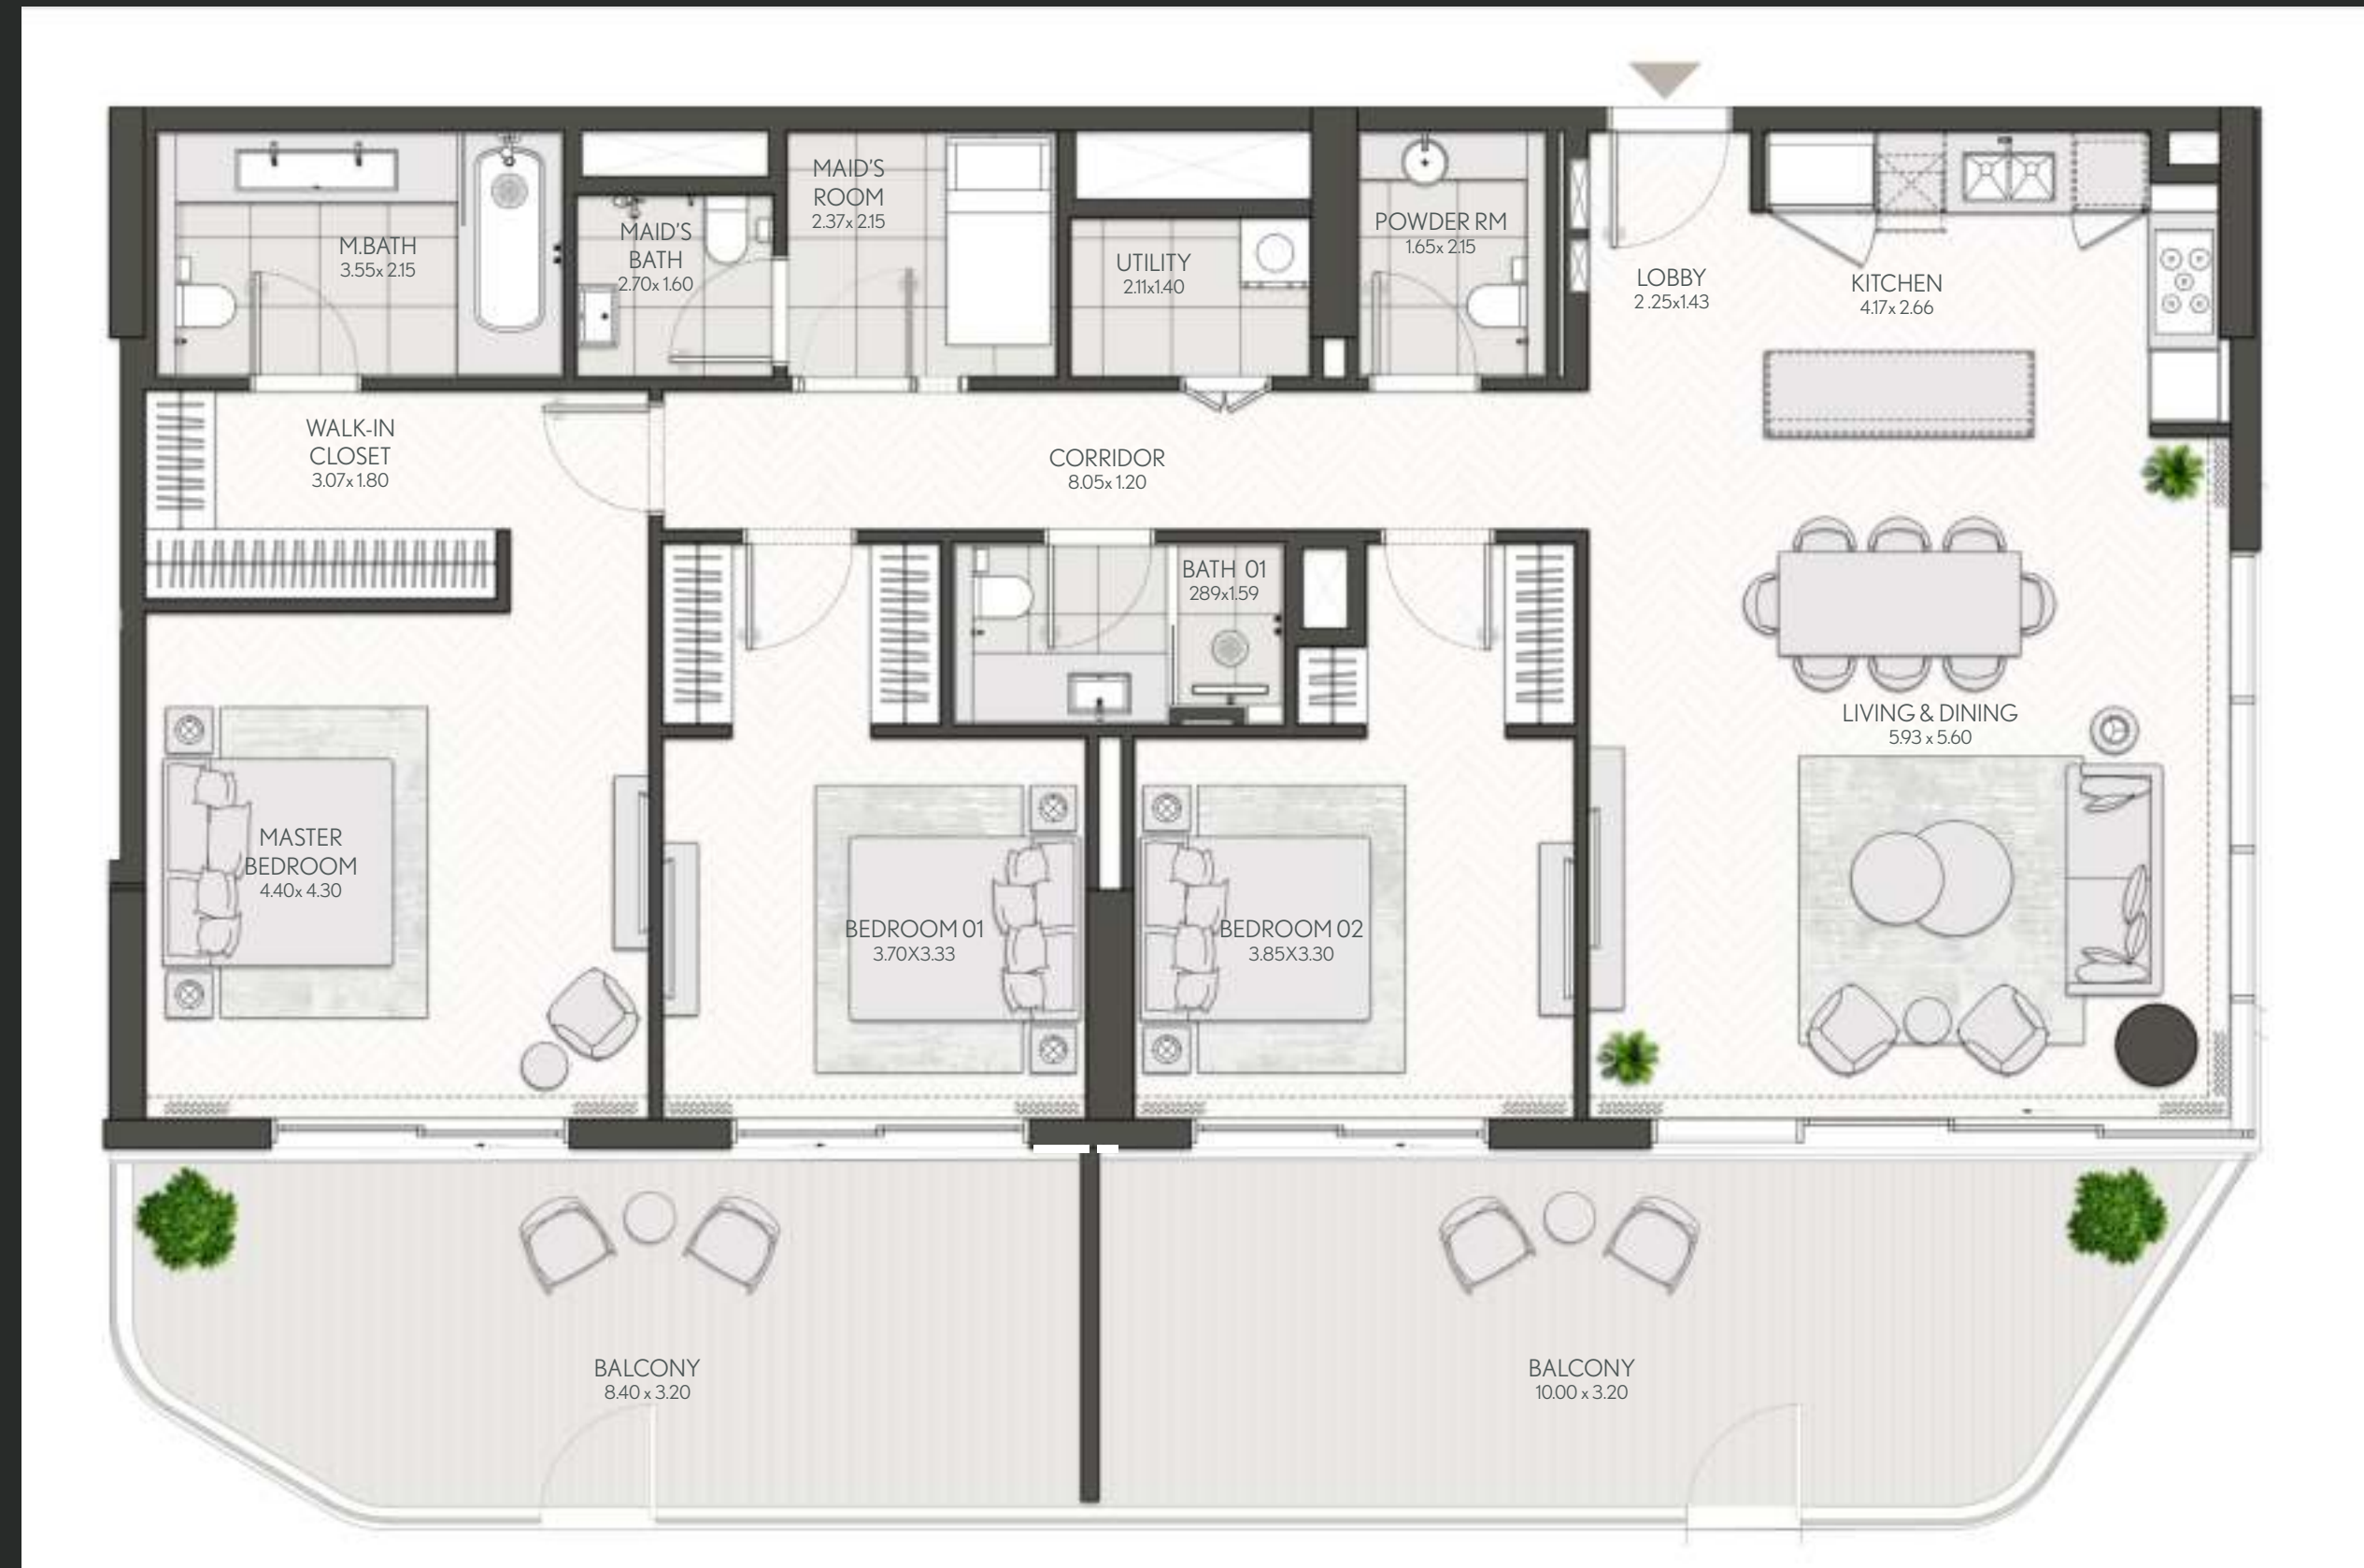 M.BATH
3.55x 2.15
MAID'S
BATH
2.70x 1.60
MAID'S
ROOM
2.37x 2.15
UTILITY
2.11x1.40
POWDER RM
1.65x 2.15
LOBBY
2 .25x1.43
KITCHEN
4.17x 2.66
WALK-IN
CLOSET
3.07x 1.80
CORRIDOR
8.05x 1.20
BATH 01
289x1.59
LIVING & DINING
5.93 x 5.60
MASTER
BEDROOM
4.40x 4.30
BEDROOM 01
3.70X3.33
BEDROOM 02
3.85X3.30
BALCONY
8.40 x 3.20
BALCONY
10.00 x 3.20